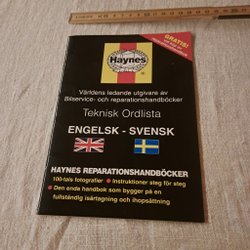 GRATIS!
Haynes
Världens ledande utgivare av
Bilservice- och reparationshandböcker
Teknisk Ordlista
ENGELSK - SVENSK
HAYNES REPARATIONSHANDBÖCKER
100-tals fotografier ● Instruktioner steg för steg
● Den enda handbok som bygger på en
fullständig isärtagning och ihopsättning